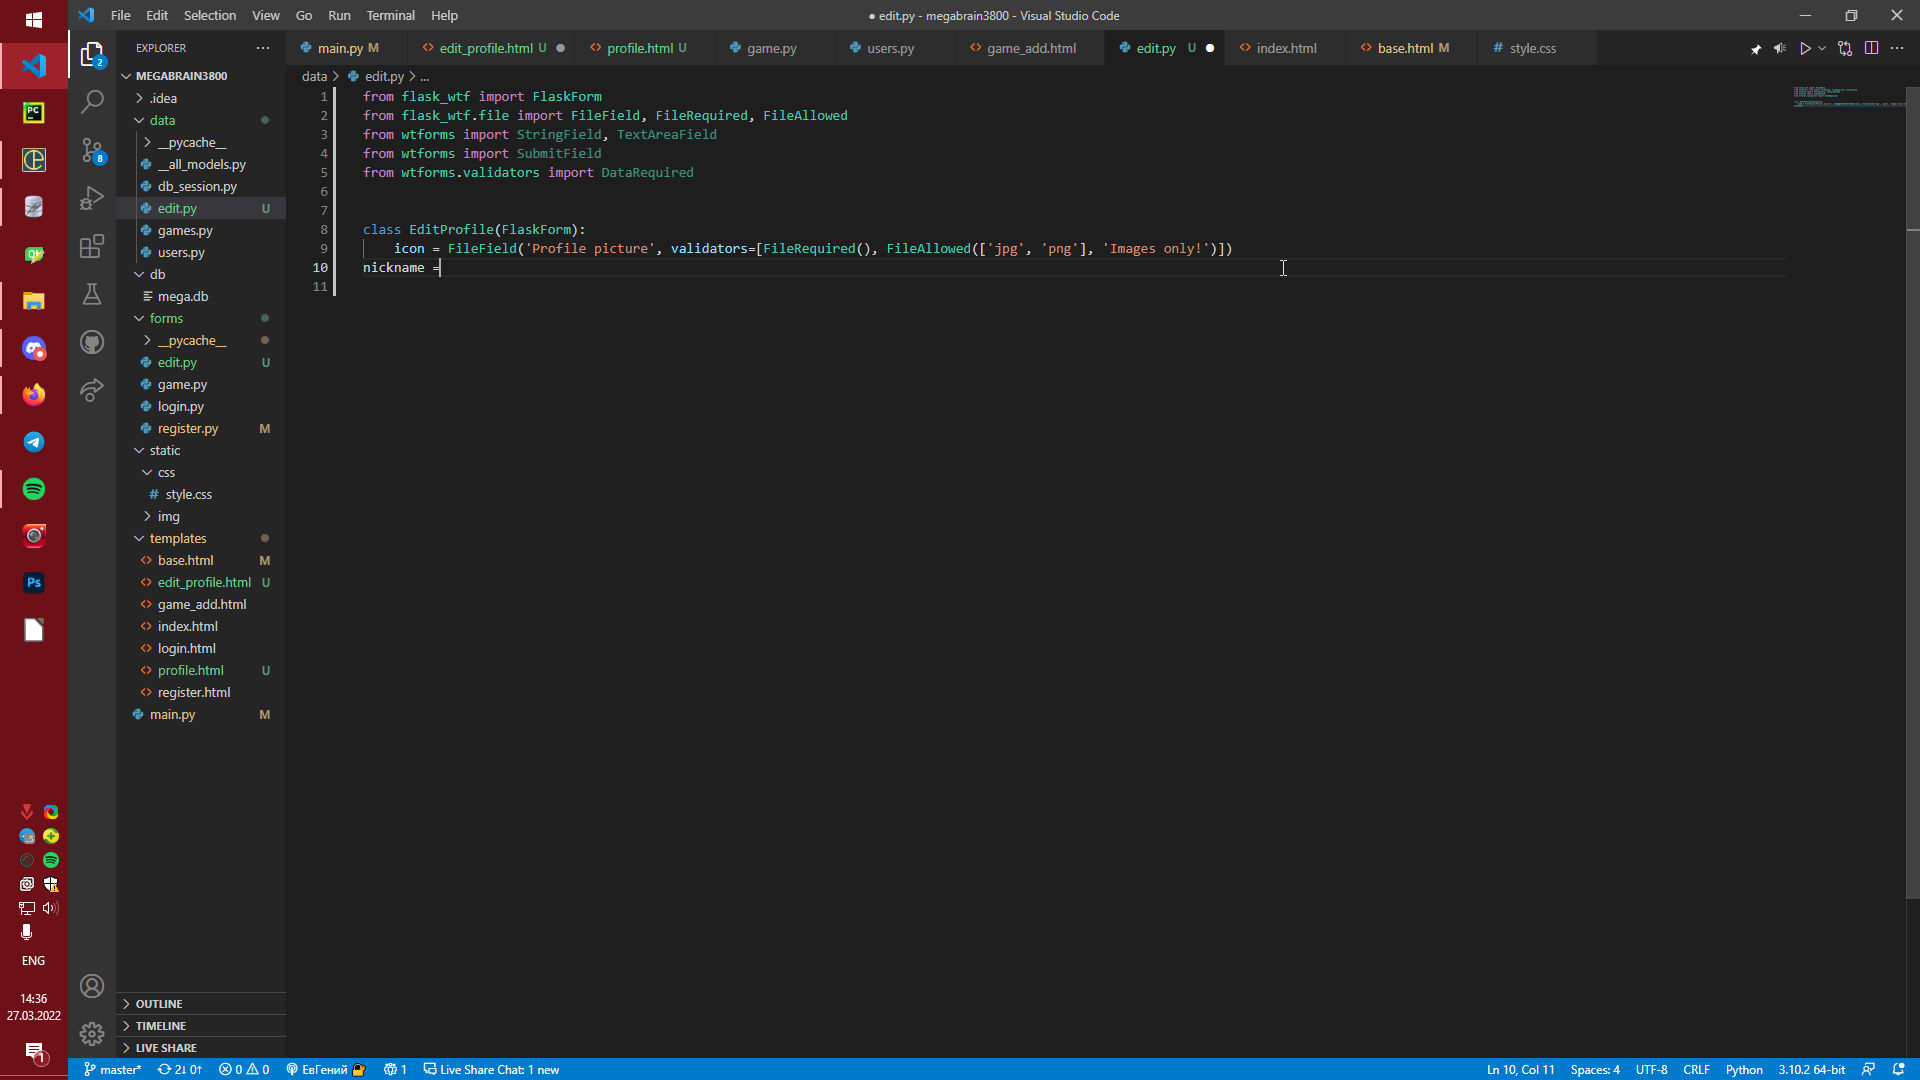 File Edit Selection View Go Run Terminal Help
● edit.py - megabrain3800 - Visual Studio Code
EXPLORER
main.py M
edit_profile.html U
profile.html U
game.py
users.py
game_add.html
edit.py U
index.html
base.html M
style.css
data > edit.py > ...
MEGABRAIN3800
.idea
data
__pycache__
__all_models.py
db_session.py
edit.py U
games.py
users.py
db
mega.db
forms
__pycache__
edit.py U
game.py
login.py
register.py M
static
css
style.css
img
templates
base.html M
edit_profile.html U
game_add.html
index.html
login.html
profile.html U
register.html
main.py M
OUTLINE
TIMELINE
LIVE SHARE
1 from flask_wtf import FlaskForm
2 from flask_wtf.file import FileField, FileRequired, FileAllowed
3 from wtforms import StringField, TextAreaField
4 from wtforms import SubmitField
5 from wtforms.validators import DataRequired
6
7
8 class EditProfile(FlaskForm):
9 icon = FileField('Profile picture', validators=[FileRequired(), FileAllowed(['jpg', 'png'], 'Images only!')])
10 nickname =
11
2
8
PC
Ps
ENG
14:36
27.03.2022
1
master* 2↓ 0↑ 0 0 ЕвГений 1 Live Share Chat: 1 new
Ln 10, Col 11 Spaces: 4 UTF-8 CRLF Python 3.10.2 64-bit